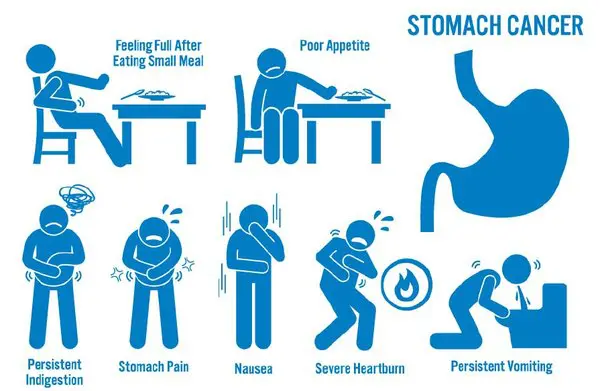 STOMACH CANCER
Feeling Full After
Eating Small Meal
Poor Appetite
Persistent
Indigestion
Stomach Pain
Nausea
Severe Heartburn
Persistent Vomiting